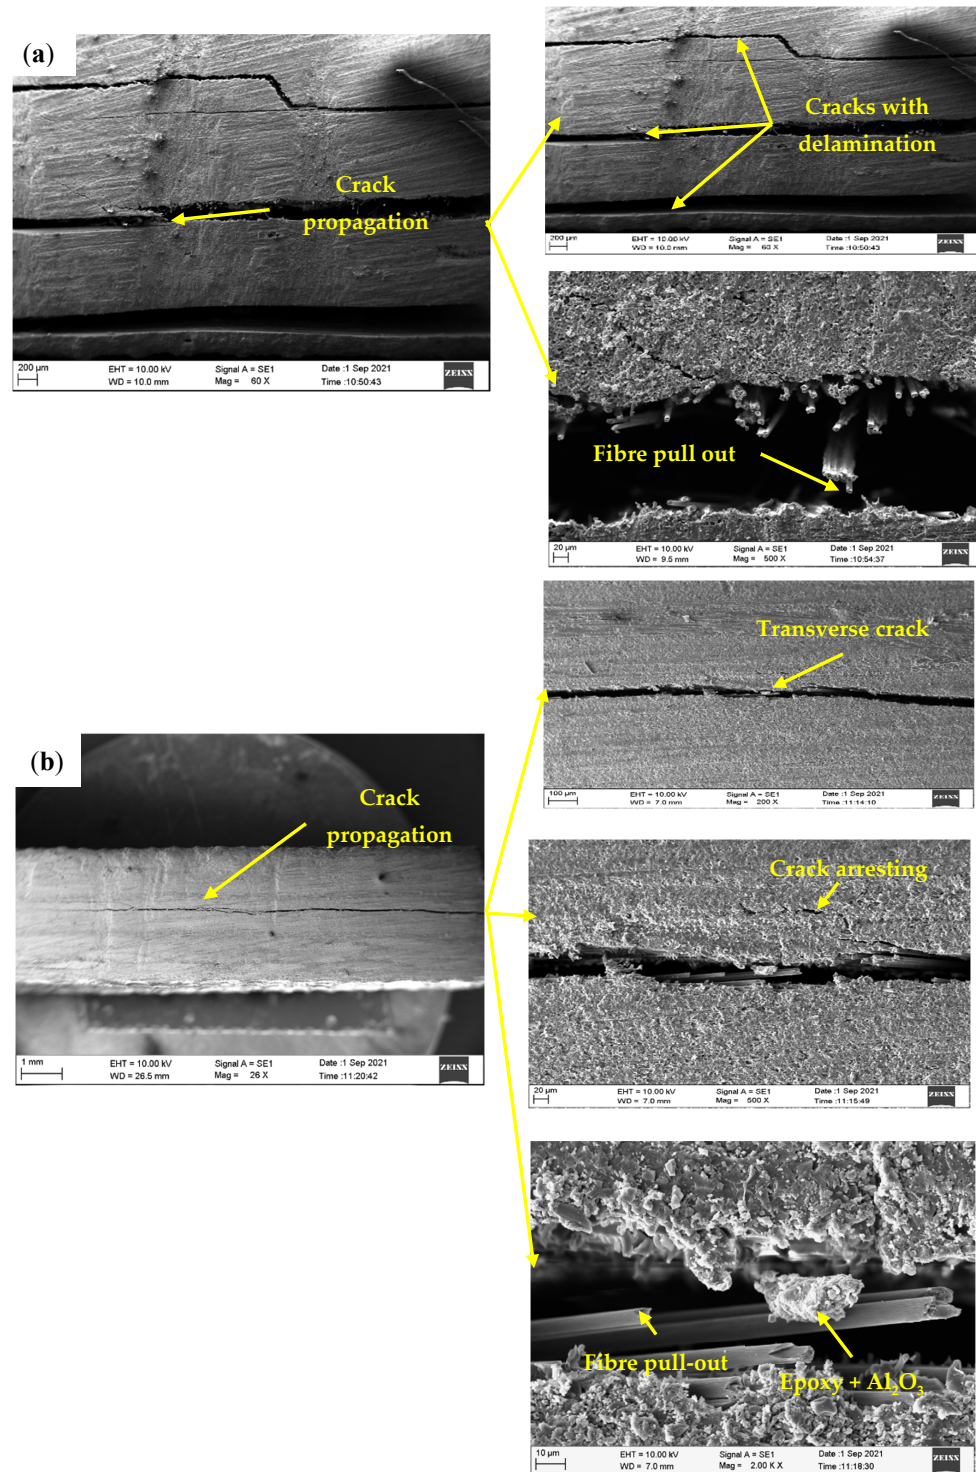 (a)
Crack
propagation
200 µm
EHT = 10.00 kV
WD = 10.0 mm
Signal A = SE1
Mag = 60 X
Date :1 Sep 2021
Time :10:50:43
ZEISS
Cracks with
delamination
200 µm
EHT = 10.00 kV
WD = 10.0 mm
Signal A = SE1
Mag = 60 X
Date :1 Sep 2021
Time :10:50:43
ZEISS
Fibre pull out
20 µm
EHT = 10.00 kV
WD = 9.5 mm
Signal A = SE1
Mag = 500 X
Date :1 Sep 2021
Time :10:54:37
ZEISS
Transverse crack
100 µm
EHT = 10.00 kV
WD = 7.0 mm
Signal A = SE1
Mag = 200 X
Date :1 Sep 2021
Time :11:14:10
ZEISS
(b)
Crack
propagation
1 mm
EHT = 10.00 kV
WD = 26.5 mm
Signal A = SE1
Mag = 26 X
Date :1 Sep 2021
Time :11:20:42
ZEISS
Crack arresting
20 µm
EHT = 10.00 kV
WD = 7.0 mm
Signal A = SE1
Mag = 500 X
Date :1 Sep 2021
Time :11:15:49
ZEISS
Fibre pull-out
Epoxy + Al₂O₃
10 µm
EHT = 10.00 kV
WD = 7.0 mm
Signal A = SE1
Mag = 2.00 K X
Date :1 Sep 2021
Time :11:18:30
ZEISS